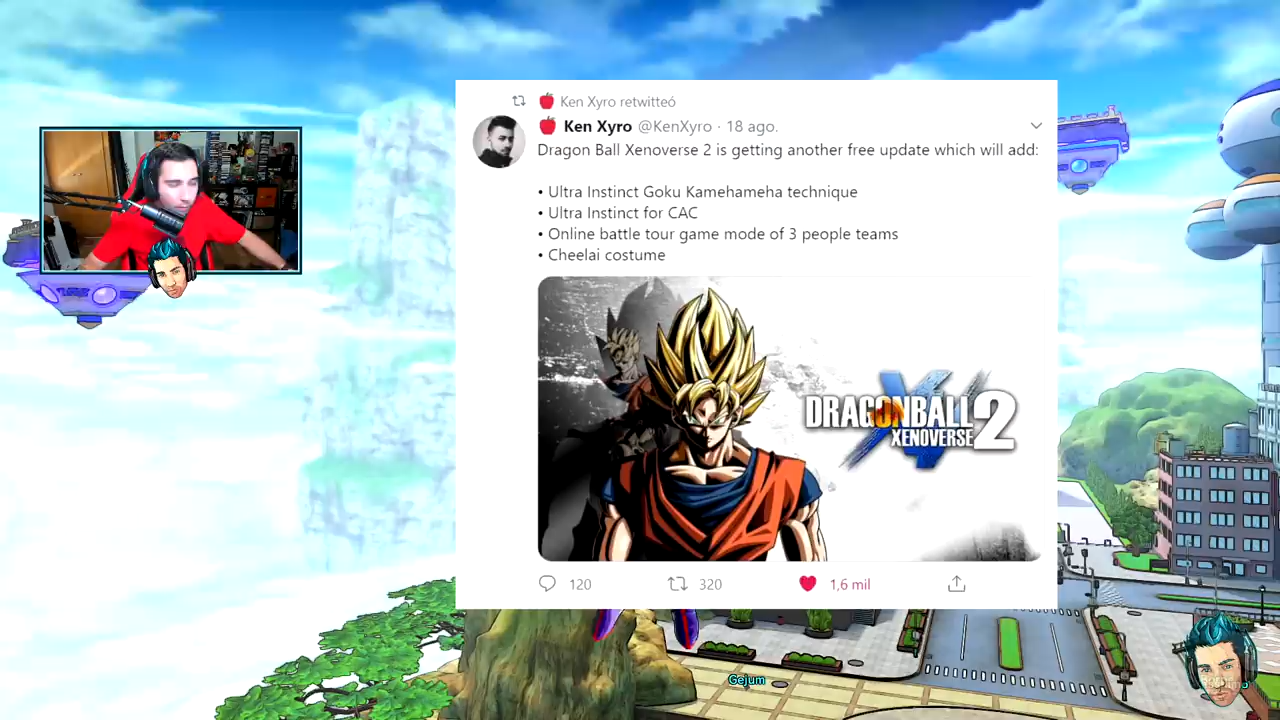 Ken Xyro retwitteó
Ken Xyro @KenXyro · 18 ago.
Dragon Ball Xenoverse 2 is getting another free update which will add:
• Ultra Instinct Goku Kamehameha technique
• Ultra Instinct for CAC
• Online battle tour game mode of 3 people teams
• Cheelai costume
DRAGONBALL 2
XENOVERSE
120 320 1,6 mil
Gejum